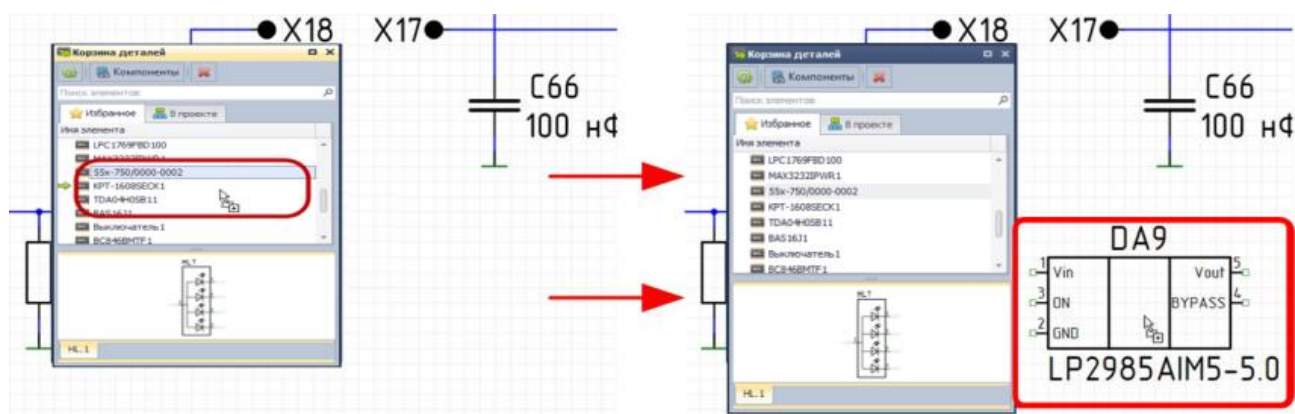 X18
X17
C66
100 нФ
Корзина деталей
Компоненты
Поиск элементов
Избранное
В проекте
Имя элемента
LPC1769FBD100
MAX3232IPWR1
55x-750/0000-0002
KPT-1608SECK1
TDA04H0SB11
BAS16J1
Выключатель1
BC846BMTF1
HL?
HL.1
X18
X17
C66
100 нФ
Корзина деталей
Компоненты
Поиск элементов
Избранное
В проекте
Имя элемента
LPC1769FBD100
MAX3232IPWR1
55x-750/0000-0002
KPT-1608SECK1
TDA04H0SB11
BAS16J1
Выключатель1
BC846BMTF1
HL?
HL.1
DA9
1 Vin Vout 5
3 ON BYPASS 4
2 GND
LP2985AIM5-5.0